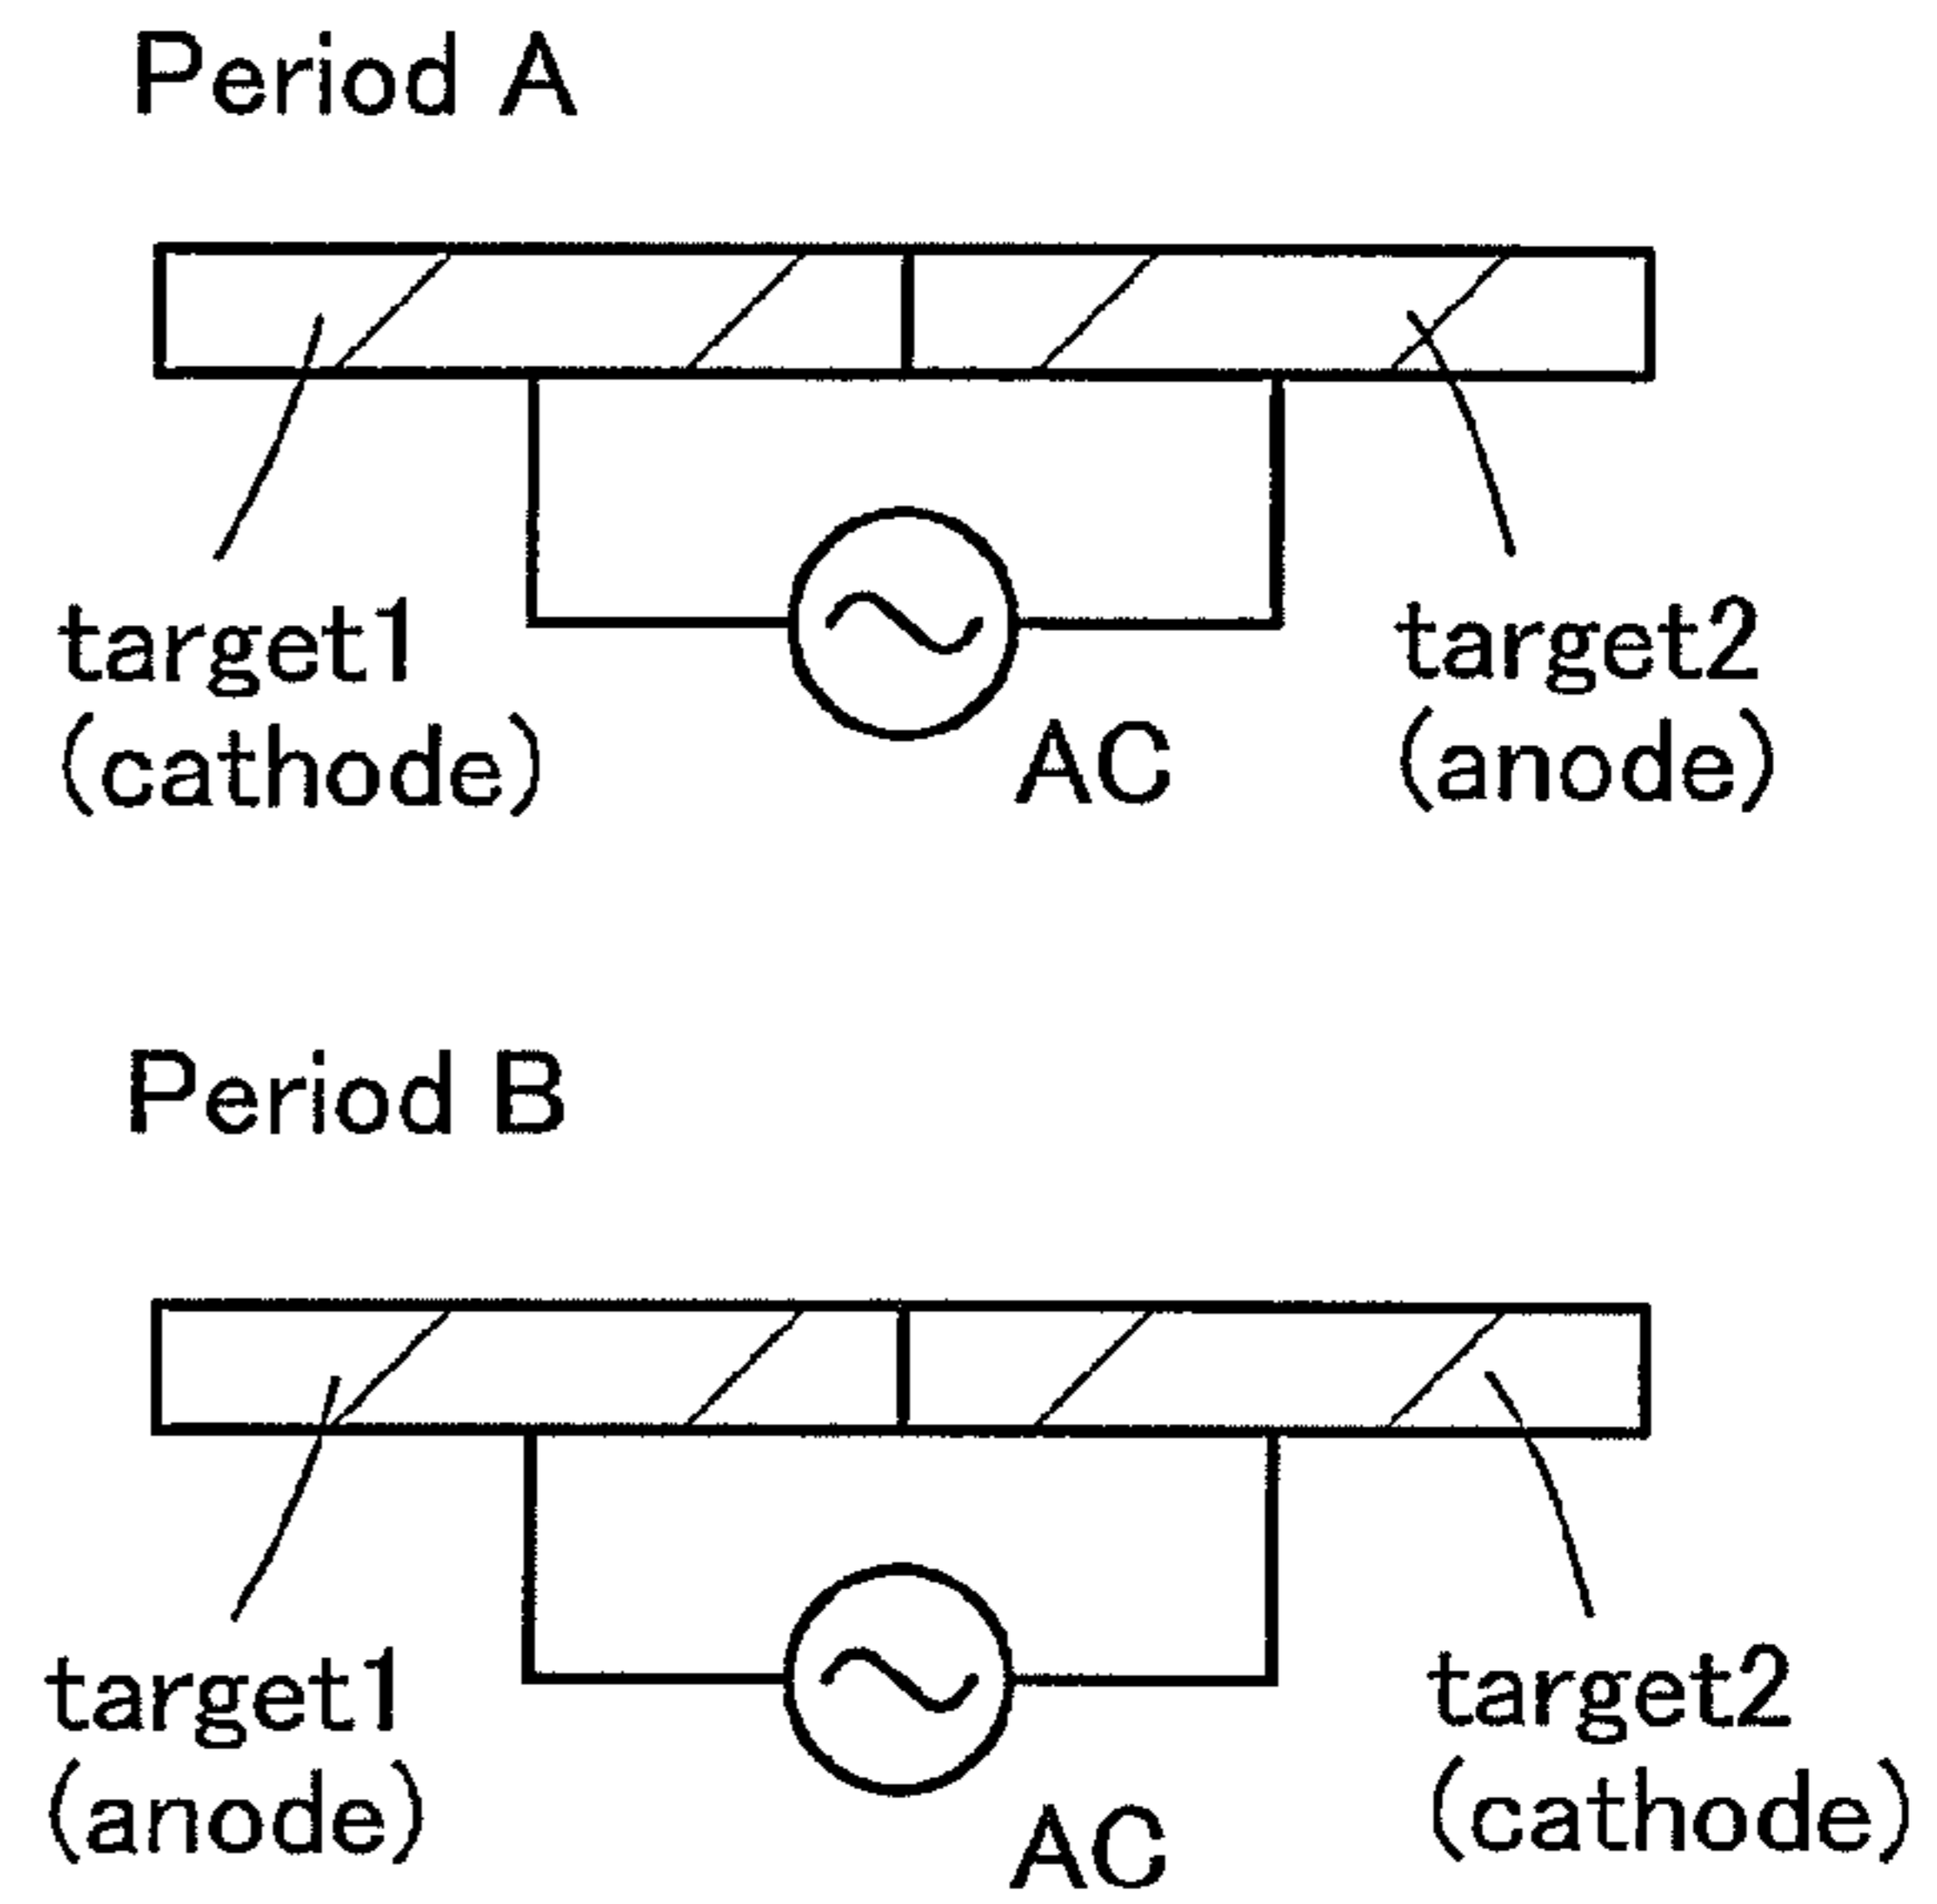 Period A
target1
(cathode)
AC
target2
(anode)
Period B
target1
(anode)
AC
target2
(cathode)